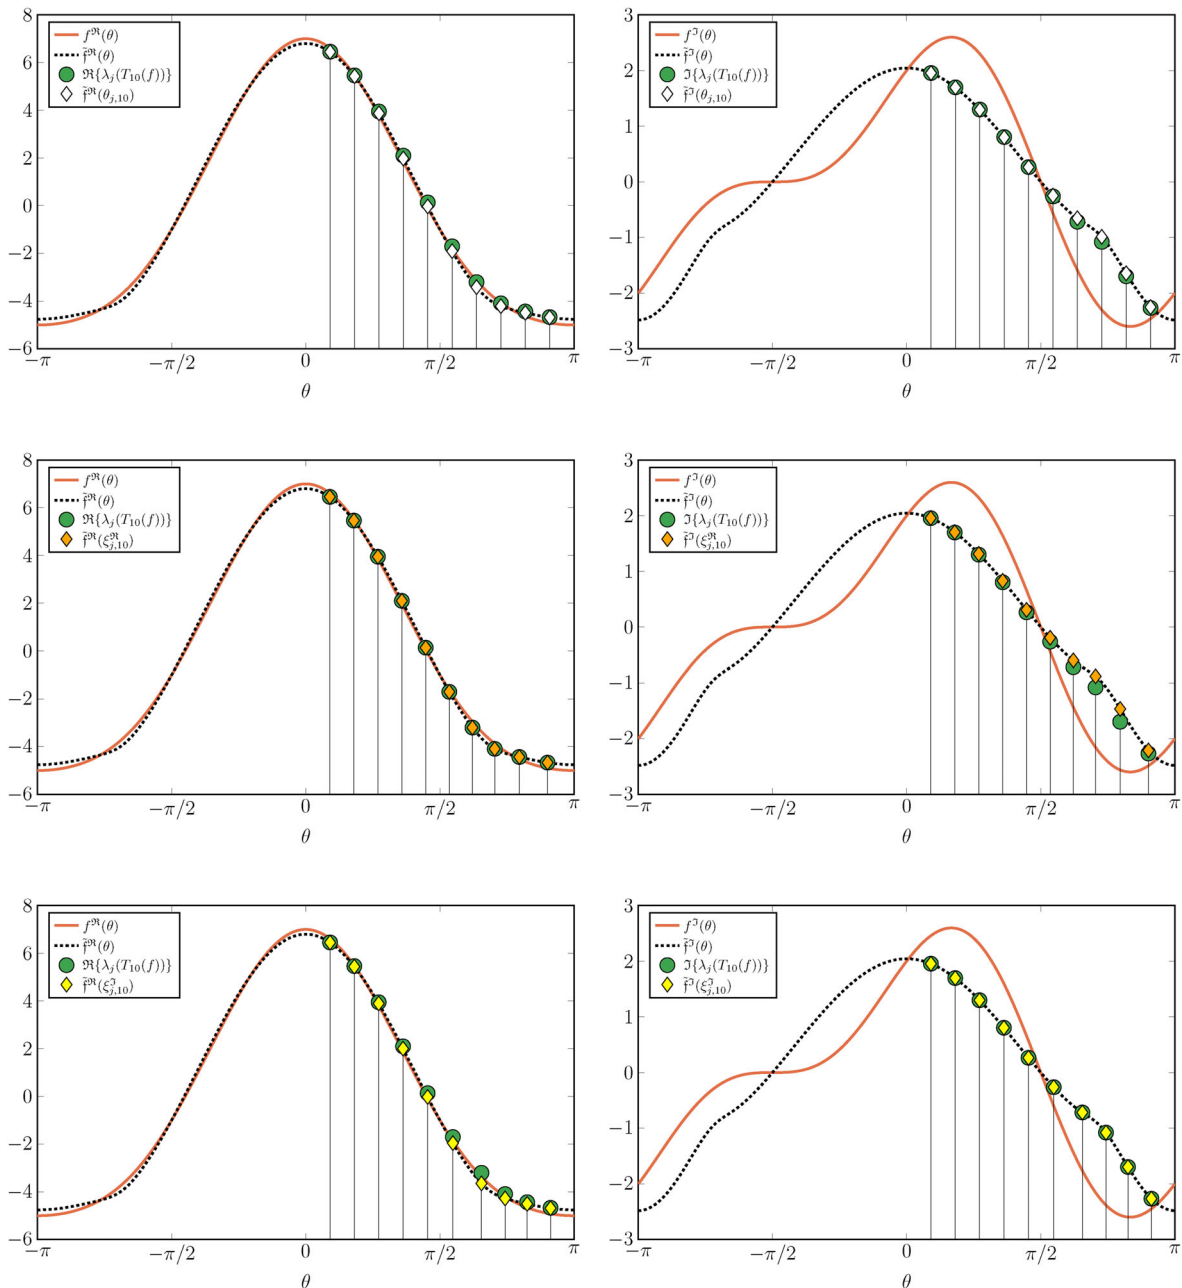 8
6
4
2
0
−2
−4
−6
−π
−π/2
0
π/2
π
θ
f^ℜ(θ)
𝔣̃^ℜ(θ)
ℜ{λ_j(T_10(f))}
𝔣̃^ℜ(θ_{j,10})
3
2
1
0
−1
−2
−3
−π
−π/2
0
π/2
π
θ
f^ℑ(θ)
𝔣̃^ℑ(θ)
ℑ{λ_j(T_10(f))}
𝔣̃^ℑ(θ_{j,10})
8
6
4
2
0
−2
−4
−6
−π
−π/2
0
π/2
π
θ
f^ℜ(θ)
𝔣̃^ℜ(θ)
ℜ{λ_j(T_10(f))}
𝔣̃^ℜ(ξ^ℜ_{j,10})
3
2
1
0
−1
−2
−3
−π
−π/2
0
π/2
π
θ
f^ℑ(θ)
𝔣̃^ℑ(θ)
ℑ{λ_j(T_10(f))}
𝔣̃^ℑ(ξ^ℜ_{j,10})
8
6
4
2
0
−2
−4
−6
−π
−π/2
0
π/2
π
θ
f^ℜ(θ)
𝔣̃^ℜ(θ)
ℜ{λ_j(T_10(f))}
𝔣̃^ℜ(ξ^ℑ_{j,10})
3
2
1
0
−1
−2
−3
−π
−π/2
0
π/2
π
θ
f^ℑ(θ)
𝔣̃^ℑ(θ)
ℑ{λ_j(T_10(f))}
𝔣̃^ℑ(ξ^ℑ_{j,10})